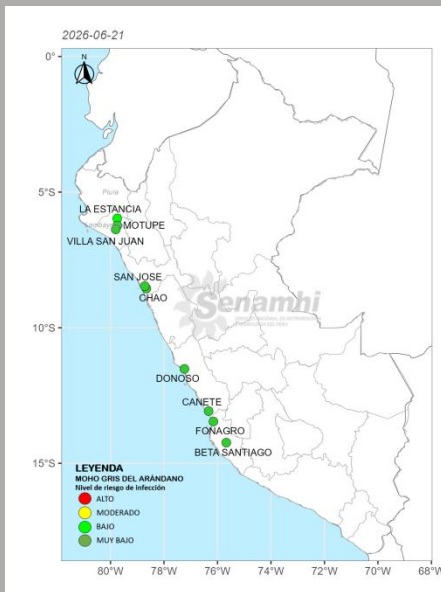 2026-06-21
N
0°
5°S
Piura
LA ESTANCIA
MOTUPE
VILLA SAN JUAN
SAN JOSE
CHAO
Senamhi
10°S
DONOSO
CANETE
FONAGRO
BETA SANTIAGO
15°S
LEYENDA
MOHO GRIS DEL ARÁNDANO
Nivel de riesgo de infección
ALTO
MODERADO
BAJO
MUY BAJO
80°W 78°W 76°W 74°W 72°W 70°W 68°W